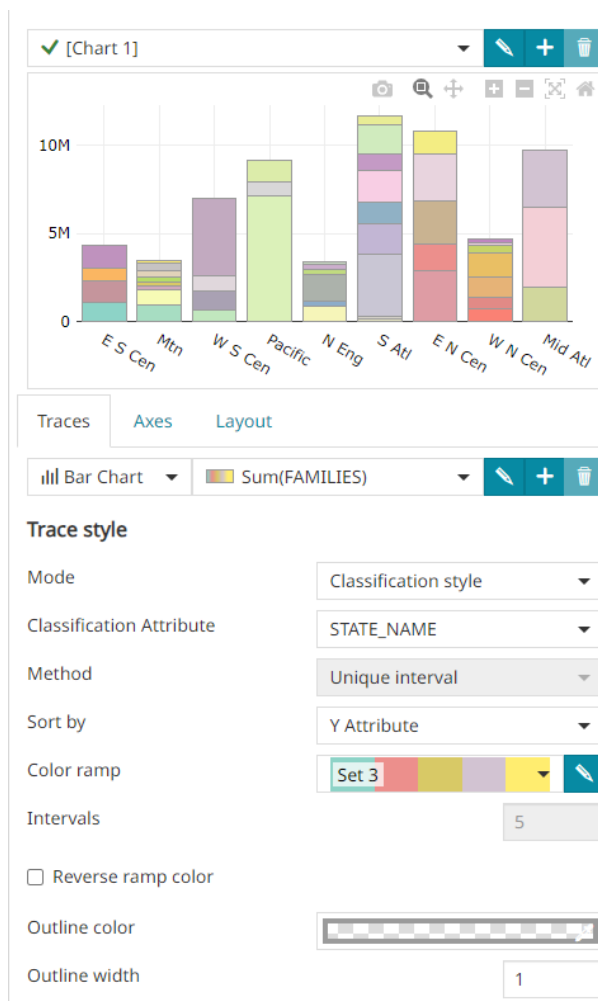 [Chart 1]
10M
5M
0
E S Cen
Mtn
W S Cen
Pacific
N Eng
S Atl
E N Cen
W N Cen
Mid Atl
Traces Axes Layout
Bar Chart Sum(FAMILIES)
Trace style
Mode Classification style
Classification Attribute STATE_NAME
Method Unique interval
Sort by Y Attribute
Color ramp Set 3
Intervals 5
Reverse ramp color
Outline color
Outline width 1